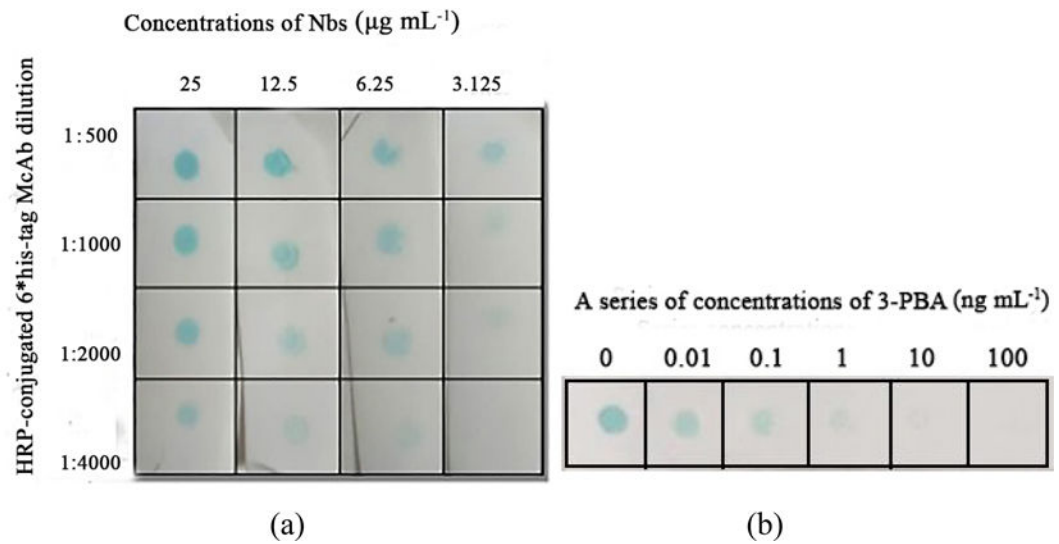 Concentrations of Nbs (µg mL⁻¹)
25 12.5 6.25 3.125
HRP-conjugated 6*his-tag McAb dilution
1:500
1:1000
1:2000
1:4000
(a)
A series of concentrations of 3-PBA (ng mL⁻¹)
0 0.01 0.1 1 10 100
(b)